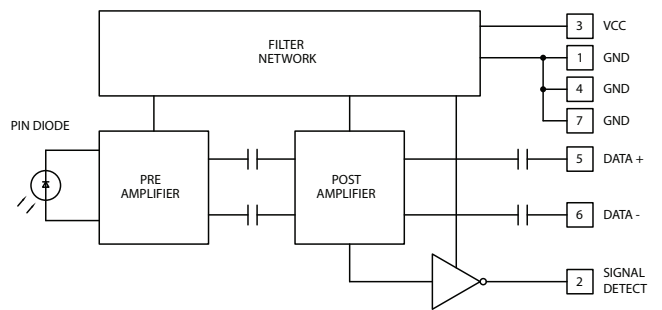 FILTER
NETWORK
3 VCC
1 GND
4 GND
7 GND
PIN DIODE
PRE
AMPLIFIER
POST
AMPLIFIER
5 DATA +
6 DATA -
2 SIGNAL
DETECT